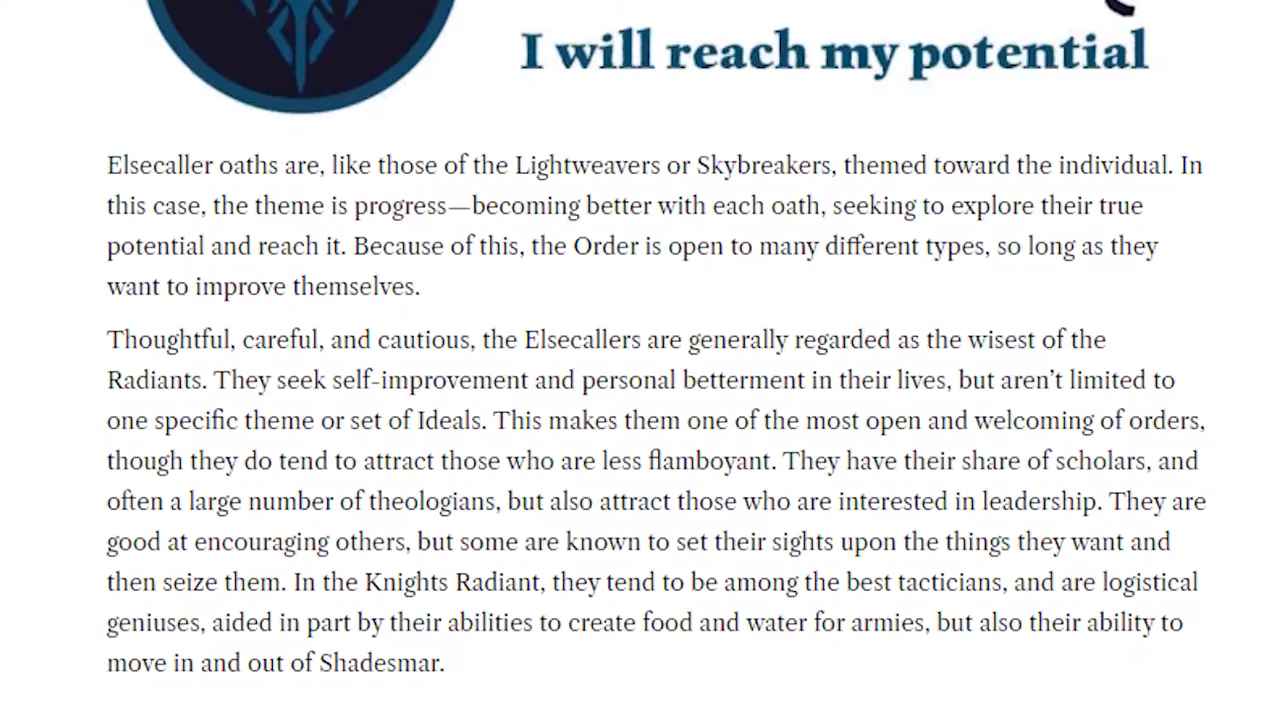 I will reach my potential
Elsecaller oaths are, like those of the Lightweavers or Skybreakers, themed toward the individual. In
this case, the theme is progress—becoming better with each oath, seeking to explore their true
potential and reach it. Because of this, the Order is open to many different types, so long as they
want to improve themselves.
Thoughtful, careful, and cautious, the Elsecallers are generally regarded as the wisest of the
Radiants. They seek self-improvement and personal betterment in their lives, but aren’t limited to
one specific theme or set of Ideals. This makes them one of the most open and welcoming of orders,
though they do tend to attract those who are less flamboyant. They have their share of scholars, and
often a large number of theologians, but also attract those who are interested in leadership. They are
good at encouraging others, but some are known to set their sights upon the things they want and
then seize them. In the Knights Radiant, they tend to be among the best tacticians, and are logistical
geniuses, aided in part by their abilities to create food and water for armies, but also their ability to
move in and out of Shadesmar.